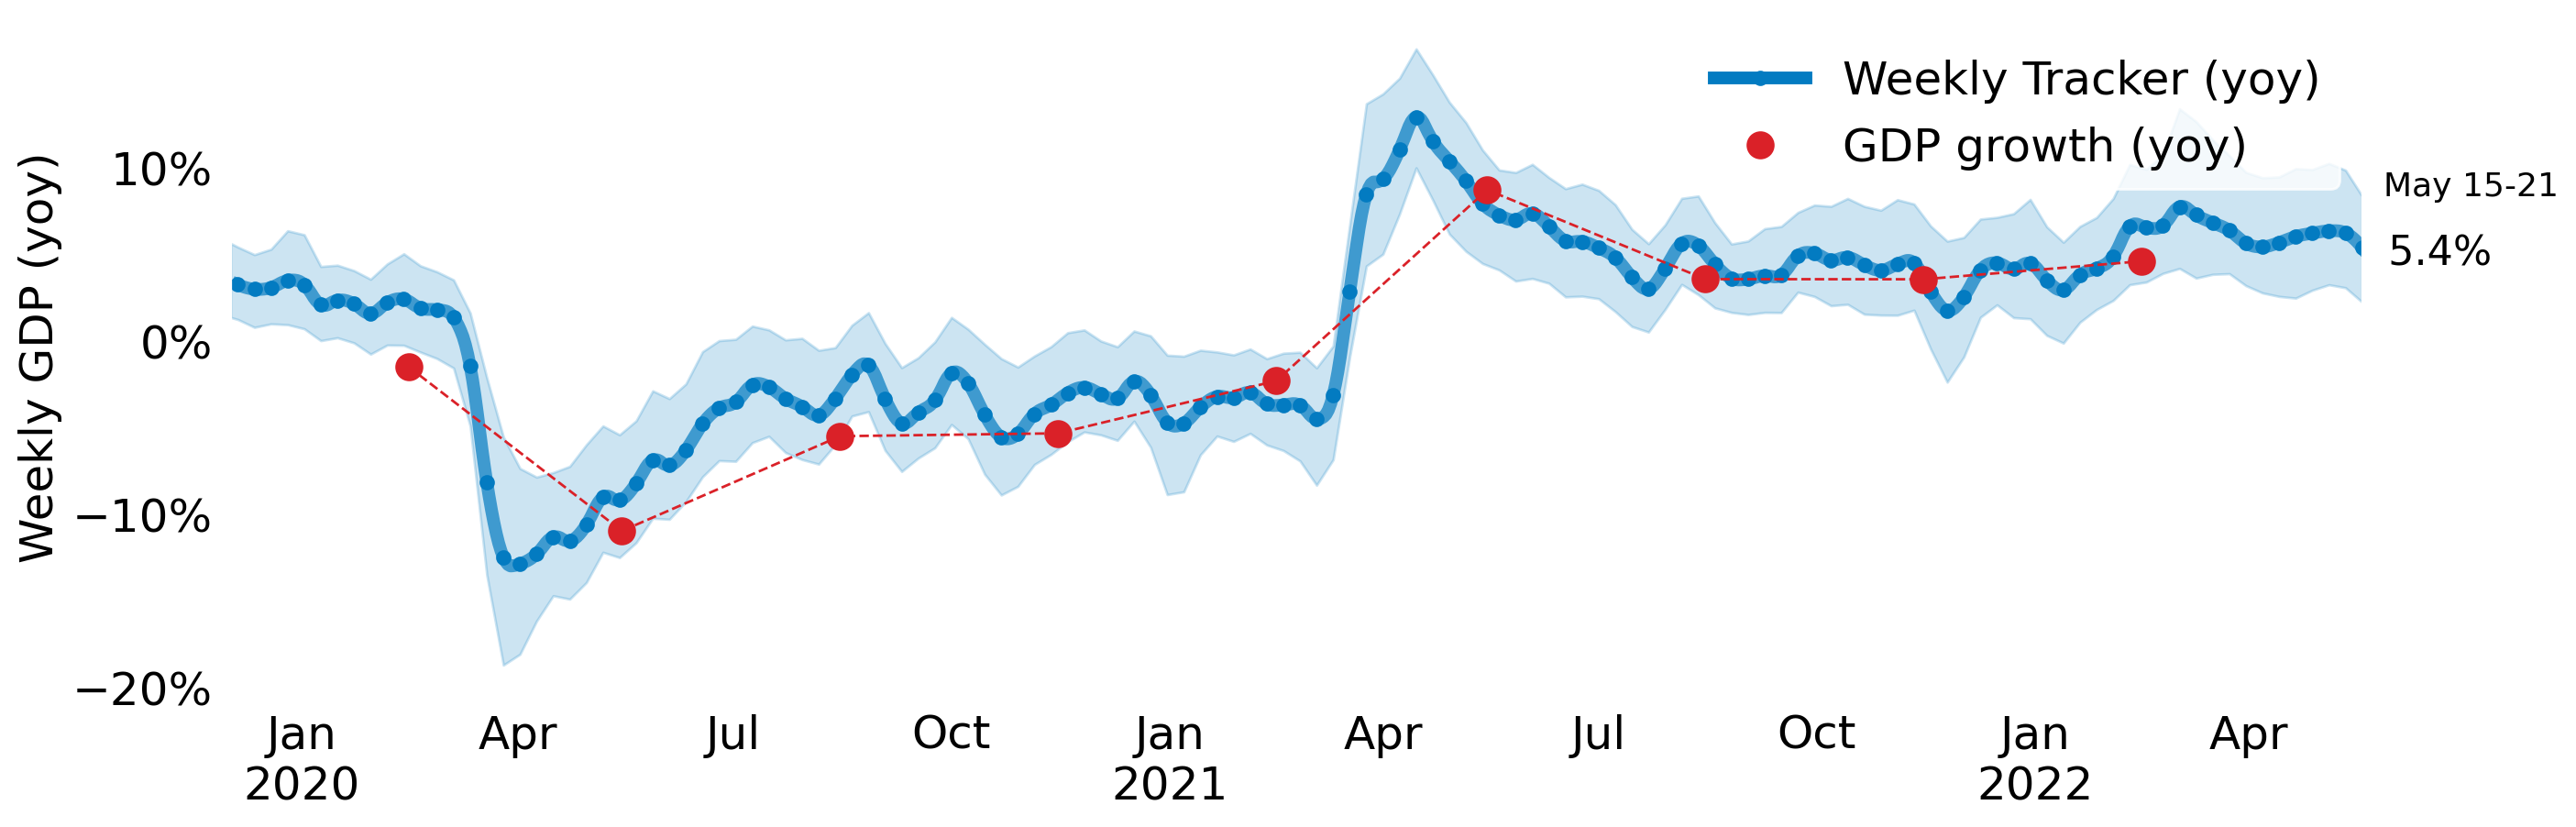 Weekly Tracker (yoy)
GDP growth (yoy)
Weekly GDP (yoy)
10%
0%
−10%
−20%
May 15-21
5.4%
Jan Apr Jul Oct Jan Apr Jul Oct Jan Apr
2020 2021 2022